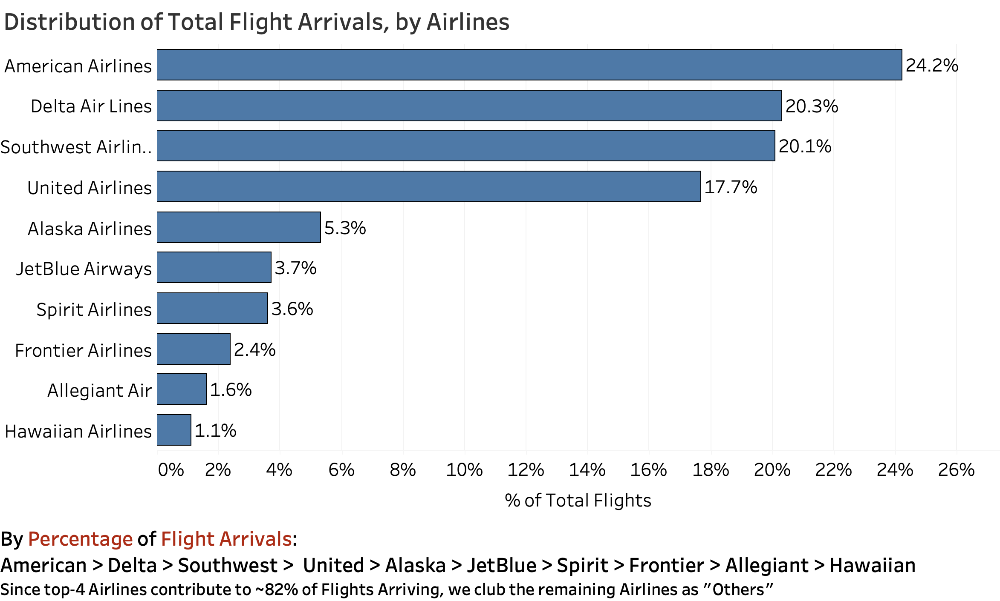 Distribution of Total Flight Arrivals, by Airlines
American Airlines 24.2%
Delta Air Lines 20.3%
Southwest Airlin.. 20.1%
United Airlines 17.7%
Alaska Airlines 5.3%
JetBlue Airways 3.7%
Spirit Airlines 3.6%
Frontier Airlines 2.4%
Allegiant Air 1.6%
Hawaiian Airlines 1.1%
0% 2% 4% 6% 8% 10% 12% 14% 16% 18% 20% 22% 24% 26%
% of Total Flights
By Percentage of Flight Arrivals:
American > Delta > Southwest >  United > Alaska > JetBlue > Spirit > Frontier > Allegiant > Hawaiian
Since top-4 Airlines contribute to ~82% of Flights Arriving, we club the remaining Airlines as ”Others”